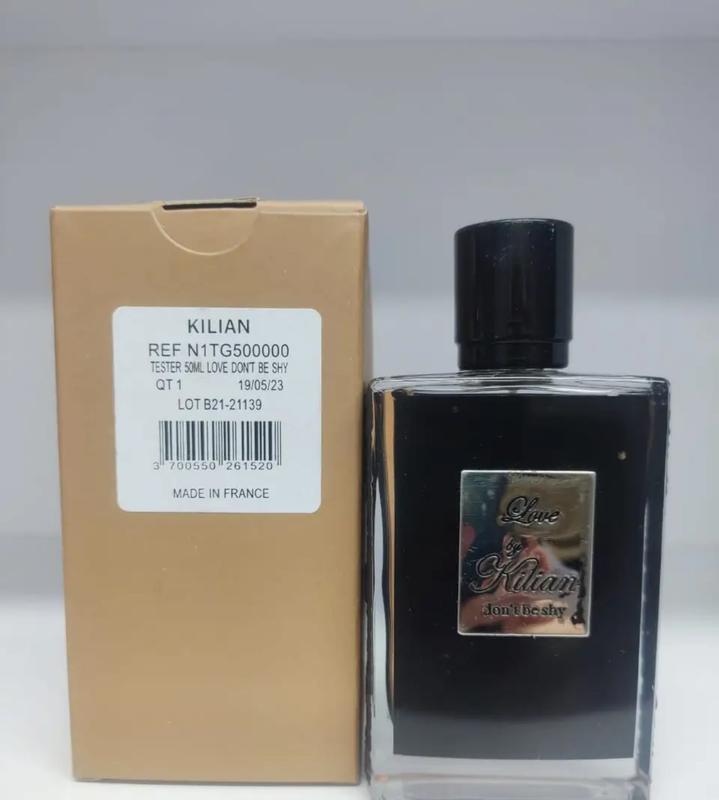 KILIAN
REF N1TG500000
TESTER 50ML LOVE DON'T BE SHY
QT 1 19/05/23
LOT B21-21139
3 700550 261520
MADE IN FRANCE
Love
by
Kilian
don't be shy